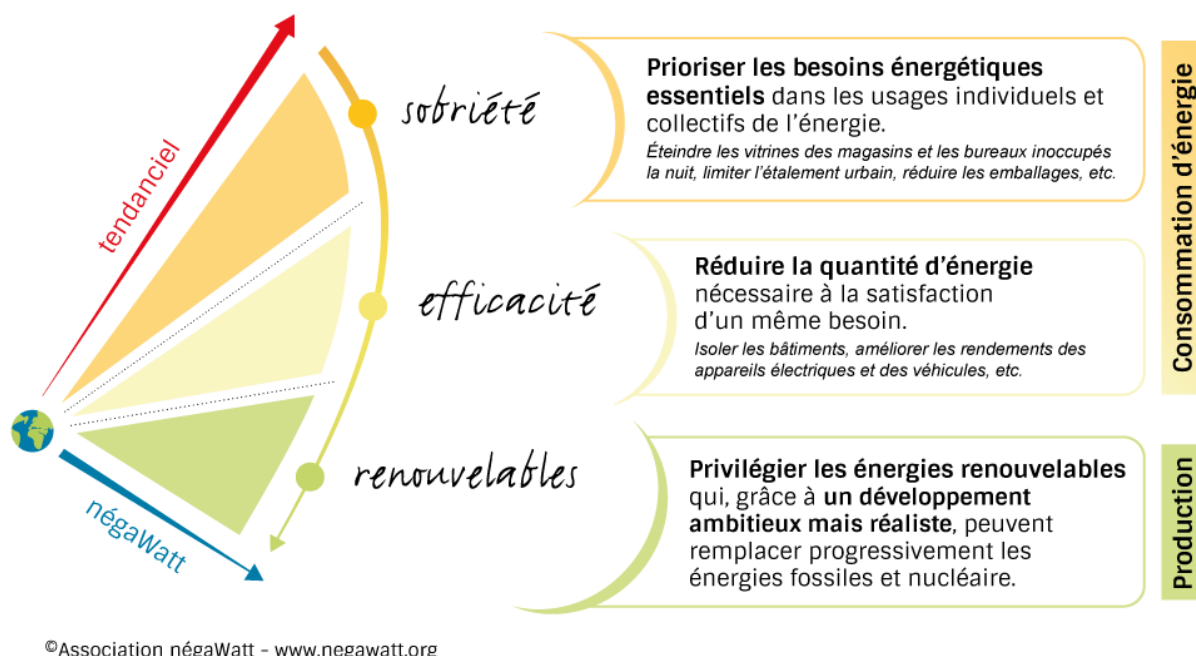 tendanciel
négaWatt
sobriété
Prioriser les besoins énergétiques
essentiels dans les usages individuels et
collectifs de l'énergie.
Éteindre les vitrines des magasins et les bureaux inoccupés
la nuit, limiter l'étalement urbain, réduire les emballages, etc.
efficacité
Réduire la quantité d'énergie
nécessaire à la satisfaction
d'un même besoin.
Isoler les bâtiments, améliorer les rendements des
appareils électriques et des véhicules, etc.
Consommation d'énergie
renouvelables
Privilégier les énergies renouvelables
qui, grâce à un développement
ambitieux mais réaliste, peuvent
remplacer progressivement les
énergies fossiles et nucléaire.
Production
©Association négaWatt - www.negawatt.org